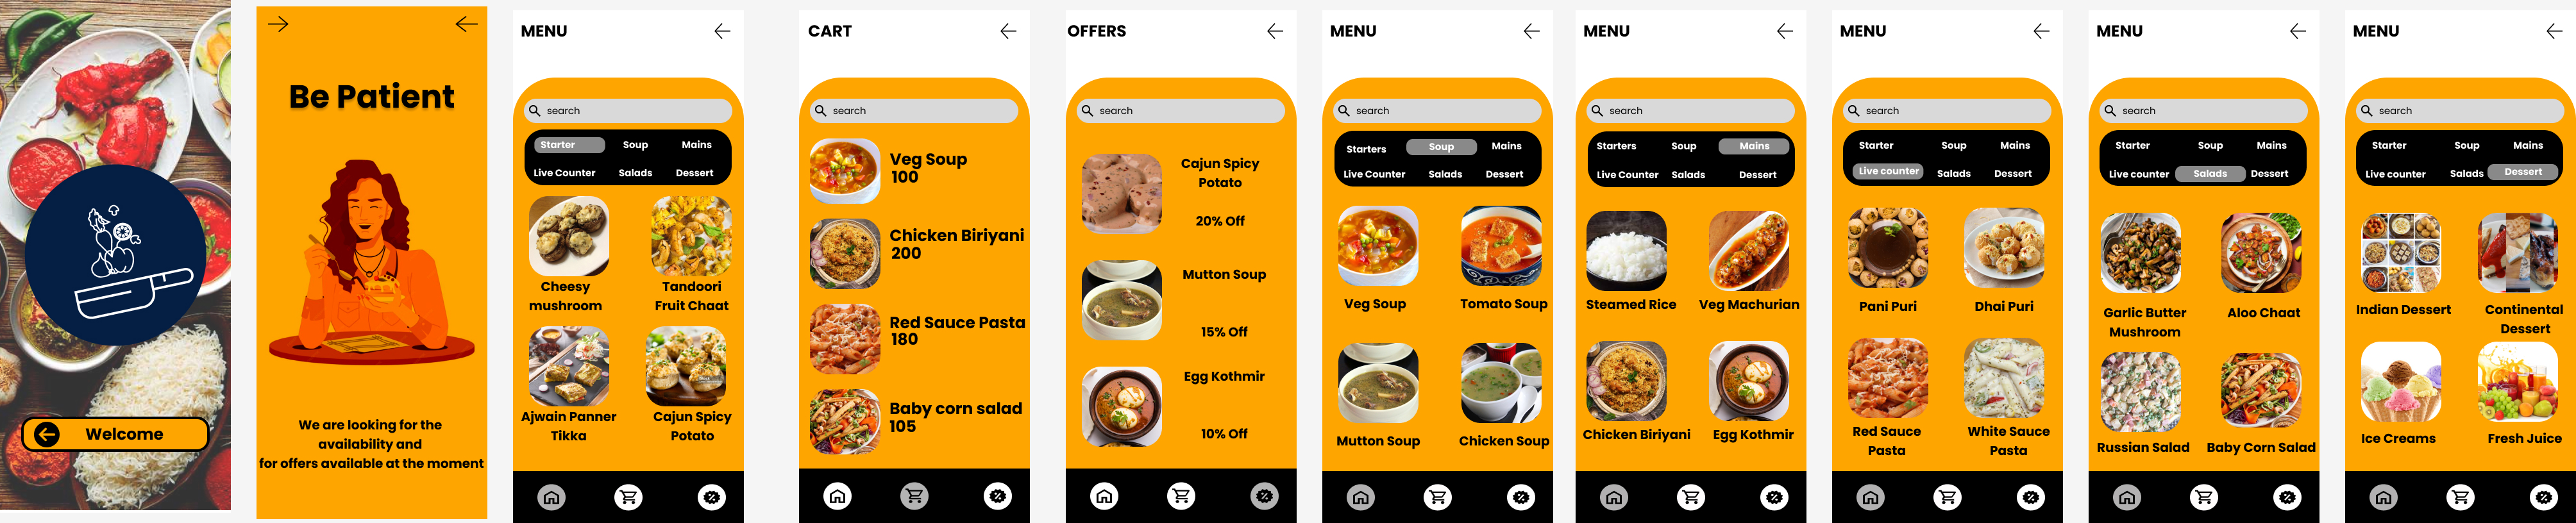 Welcome
Be Patient
We are looking for the
availability and
for offers available at the moment
MENU
search
Starter Soup Mains
Live Counter Salads Dessert
Cheesy
mushroom
Tandoori
Fruit Chaat
Ajwain Panner
Tikka
Cajun Spicy
Potato
CART
search
Veg Soup
100
Chicken Biriyani
200
Red Sauce Pasta
180
Baby corn salad
105
OFFERS
search
Cajun Spicy
Potato
20% Off
Mutton Soup
15% Off
Egg Kothmir
10% Off
MENU
search
Starters Soup Mains
Live Counter Salads Dessert
Veg Soup
Tomato Soup
Mutton Soup
Chicken Soup
MENU
search
Starters Soup Mains
Live Counter Salads Dessert
Steamed Rice
Veg Machurian
Chicken Biriyani
Egg Kothmir
MENU
search
Starter Soup Mains
Live counter Salads Dessert
Pani Puri
Dhai Puri
Red Sauce
Pasta
White Sauce
Pasta
MENU
search
Starter Soup Mains
Live counter Salads Dessert
Garlic Butter
Mushroom
Aloo Chaat
Russian Salad
Baby Corn Salad
MENU
search
Starter Soup Mains
Live counter Salads Dessert
Indian Dessert
Continental
Dessert
Ice Creams
Fresh Juice